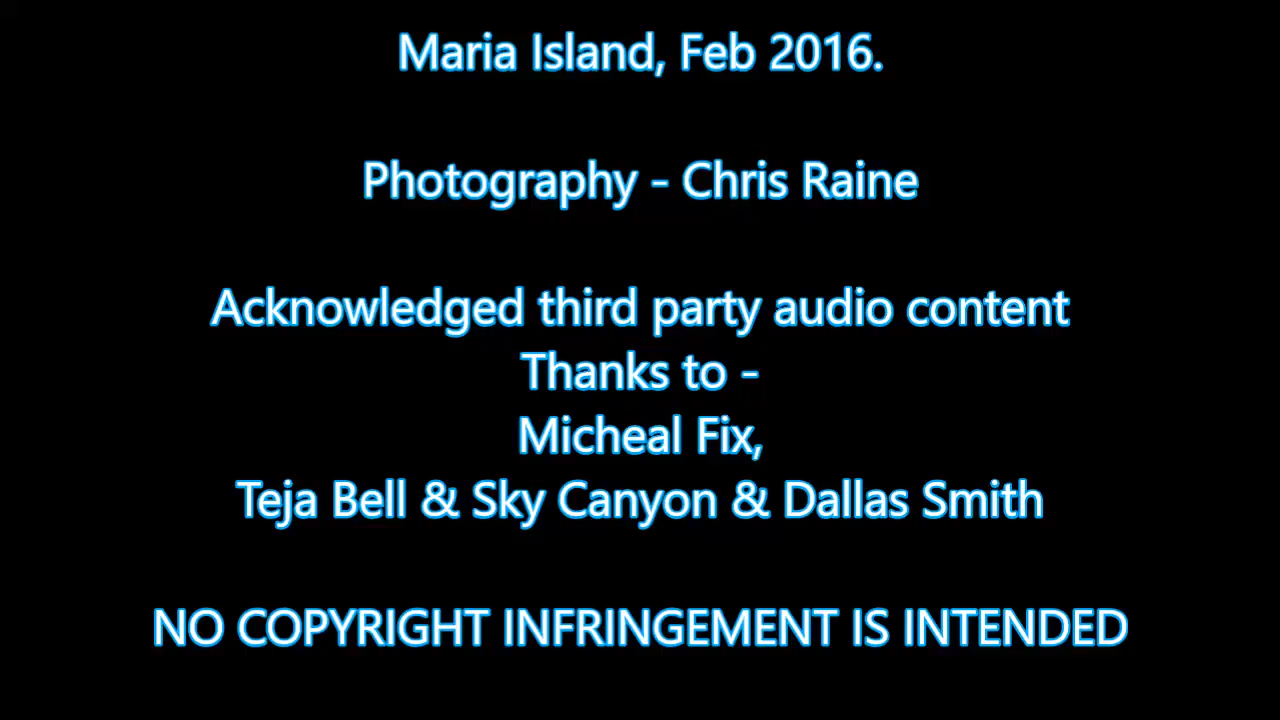 Maria Island, Feb 2016.
Photography - Chris Raine
Acknowledged third party audio content
Thanks to -
Micheal Fix,
Teja Bell & Sky Canyon & Dallas Smith
NO COPYRIGHT INFRINGEMENT IS INTENDED